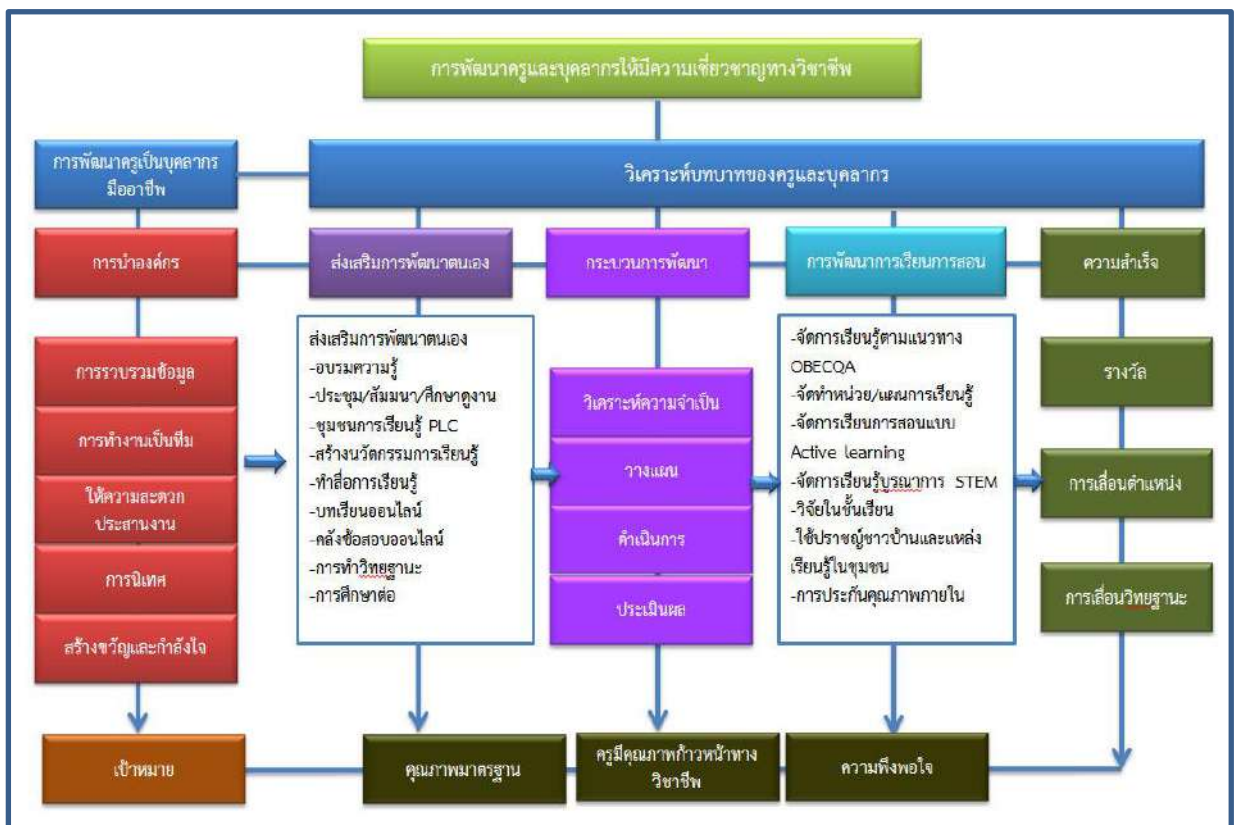 การพัฒนาครูและบุคลากรให้มีความเชี่ยวชาญทางวิชาชีพ
การพัฒนาครูเป็นบุคลากร
มืออาชีพ
วิเคราะห์บทบาทของครูและบุคลากร
การนำองค์กร
ส่งเสริมการพัฒนาตนเอง
กระบวนการพัฒนา
การพัฒนาการเรียนการสอน
ความสำเร็จ
การรวบรวมข้อมูล
การทำงานเป็นทีม
ให้ความสะดวก
ประสานงาน
การนิเทศ
สร้างขวัญและกำลังใจ
ส่งเสริมการพัฒนาตนเอง
-อบรมความรู้
-ประชุม/สัมมนา/ศึกษาดูงาน
-ชุมชนการเรียนรู้ PLC
-สร้างนวัตกรรมการเรียนรู้
-ทำสื่อการเรียนรู้
-บทเรียนออนไลน์
-คลังข้อสอบออนไลน์
-การทำวิทยฐานะ
-การศึกษาต่อ
วิเคราะห์ความจำเป็น
วางแผน
ดำเนินการ
ประเมินผล
-จัดการเรียนรู้ตามแนวทาง
OBECQA
-จัดทำหน่วย/แผนการเรียนรู้
-จัดการเรียนการสอนแบบ
Active learning
-จัดการเรียนรู้บูรณาการ STEM
-วิจัยในชั้นเรียน
-ใช้ปราชญ์ชาวบ้านและแหล่ง
เรียนรู้ในชุมชน
-การประกันคุณภาพภายใน
รางวัล
การเลื่อนตำแหน่ง
การเลื่อนวิทยฐานะ
เป้าหมาย
คุณภาพมาตรฐาน
ครูมีคุณภาพก้าวหน้าทาง
วิชาชีพ
ความพึงพอใจ